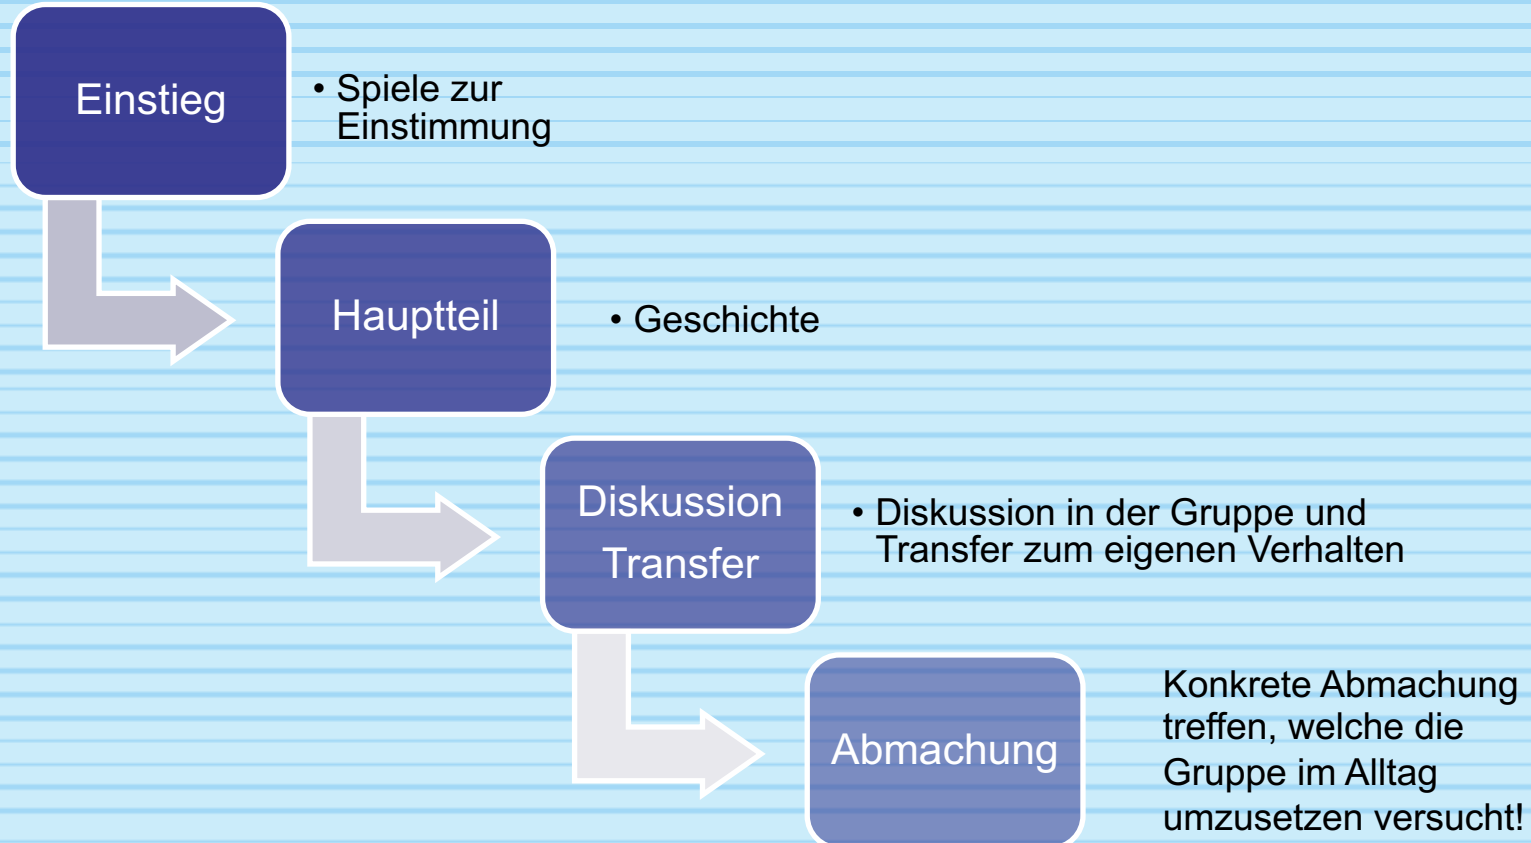 Einstieg
• Spiele zur
Einstimmung
Hauptteil
• Geschichte
Diskussion
Transfer
• Diskussion in der Gruppe und
Transfer zum eigenen Verhalten
Abmachung
Konkrete Abmachung
treffen, welche die
Gruppe im Alltag
umzusetzen versucht!